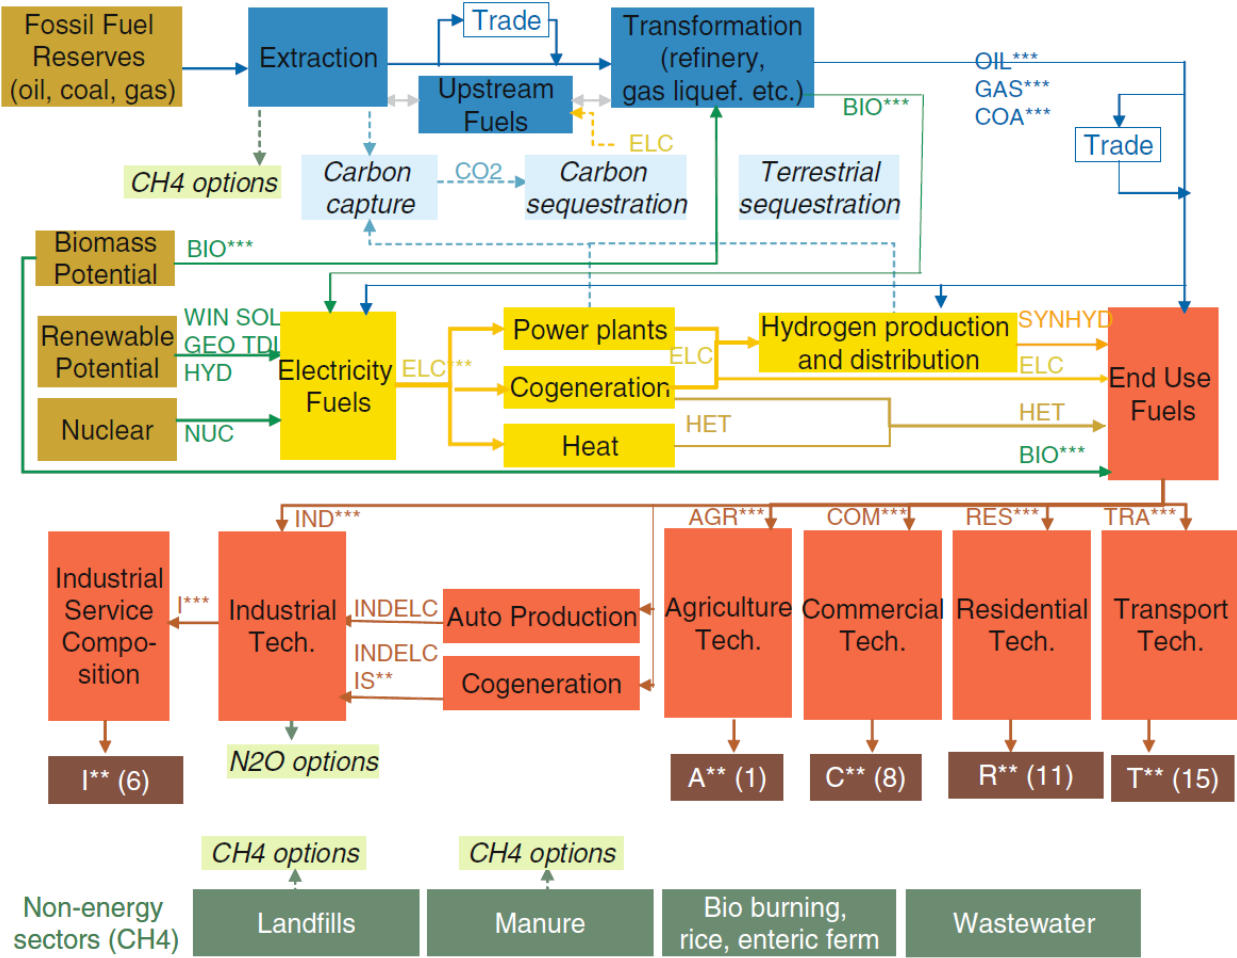 Fossil Fuel
Reserves
(oil, coal, gas)
Extraction
Trade
Transformation
(refinery,
gas liquef. etc.)
Upstream
Fuels
OIL***
GAS***
COA***
BIO***
Trade
ELC
CH4 options
Carbon
capture
CO2
Carbon
sequestration
Terrestrial
sequestration
Biomass
Potential
BIO***
Renewable
Potential
WIN SOL
GEO TDL
HYD
Nuclear
NUC
Electricity
Fuels
ELC***
Power plants
Cogeneration
Heat
ELC
HET
Hydrogen production
and distribution
SYNHYD
ELC
HET
BIO***
End Use
Fuels
IND***
AGR***
COM***
RES***
TRA***
Industrial
Service
Compo-
sition
I***
Industrial
Tech.
INDELC
Auto Production
INDELC
IS**
Cogeneration
Agriculture
Tech.
Commercial
Tech.
Residential
Tech.
Transport
Tech.
N2O options
I** (6)
A** (1)
C** (8)
R** (11)
T** (15)
CH4 options
CH4 options
Non-energy
sectors (CH4)
Landfills
Manure
Bio burning,
rice, enteric ferm
Wastewater